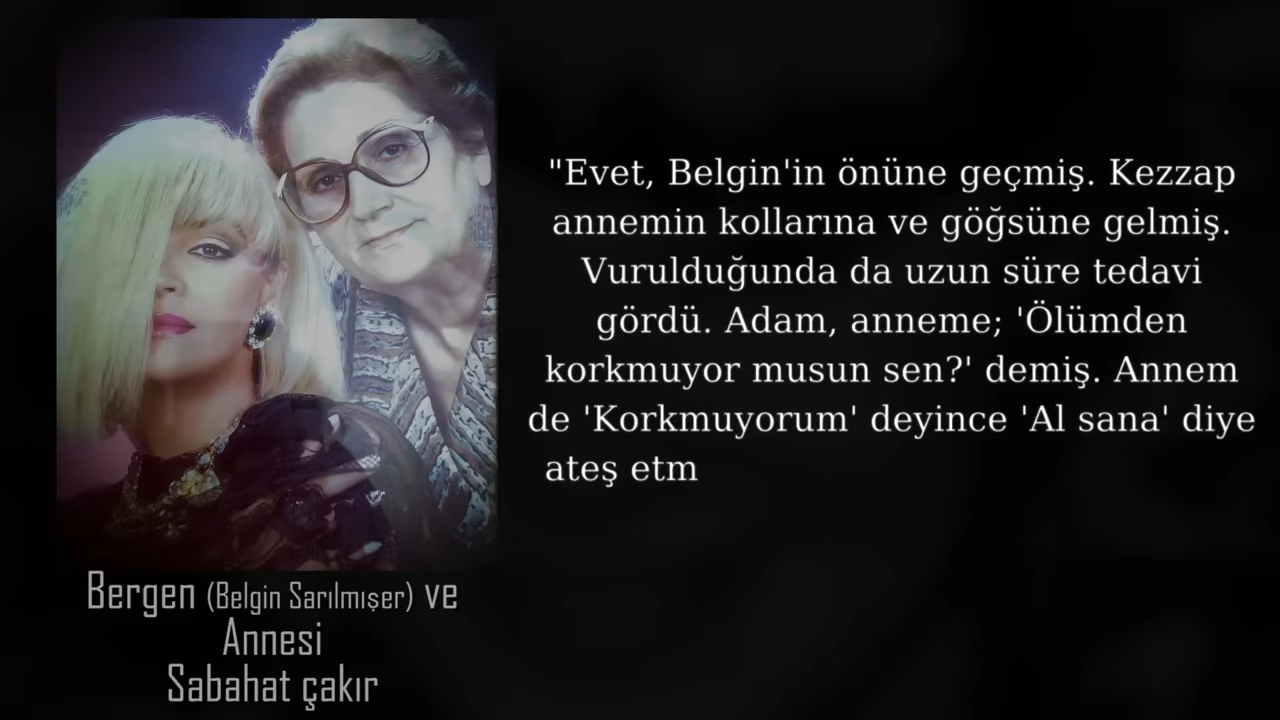 "Evet, Belgin'in önüne geçmiş. Kezzap
annemin kollarına ve göğsüne gelmiş.
Vurulduğunda da uzun süre tedavi
gördü. Adam, anneme; 'Ölümden
korkmuyor musun sen?' demiş. Annem
de 'Korkmuyorum' deyince 'Al sana' diye
ateş etm
Bergen (Belgin Sarılmışer) ve
Annesi
Sabahat çakır